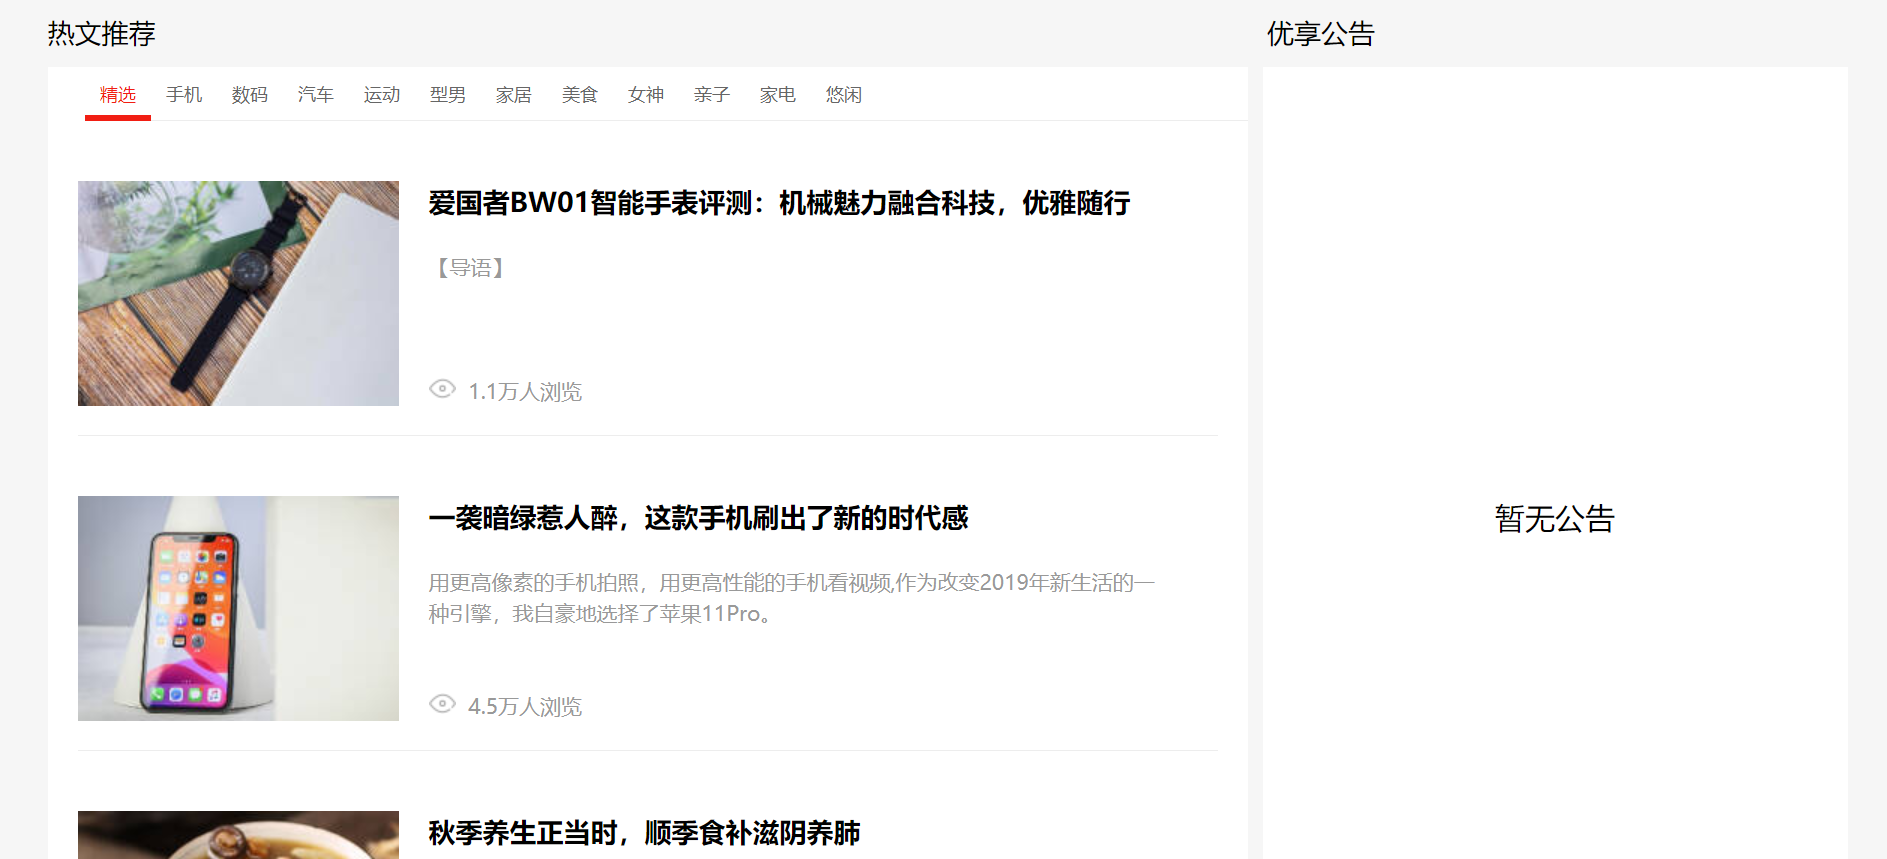 热文推荐
优享公告
精选 手机 数码 汽车 运动 型男 家居 美食 女神 亲子 家电 悠闲
爱国者BW01智能手表评测：机械魅力融合科技，优雅随行
【导语】
1.1万人浏览
一袭暗绿惹人醉，这款手机刷出了新的时代感
用更高像素的手机拍照，用更高性能的手机看视频,作为改变2019年新生活的一
种引擎，我自豪地选择了苹果11Pro。
4.5万人浏览
暂无公告
秋季养生正当时，顺季食补滋阴养肺